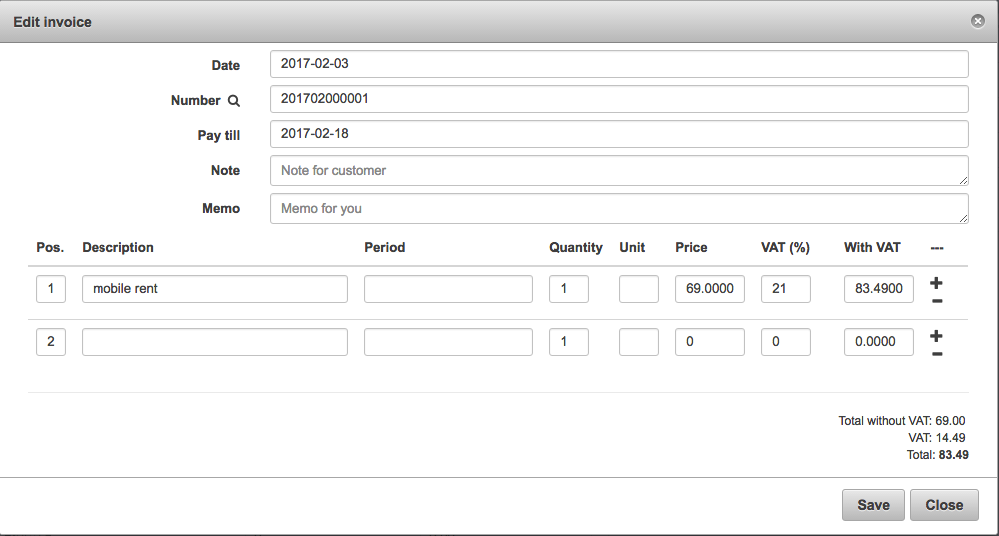 Edit invoice
Date 2017-02-03
Number 201702000001
Pay till 2017-02-18
Note Note for customer
Memo Memo for you
Pos. Description Period Quantity Unit Price VAT (%) With VAT ---
1 mobile rent 1 69.0000 21 83.4900
2 1 0 0 0.0000
Total without VAT: 69.00
VAT: 14.49
Total: 83.49
Save Close